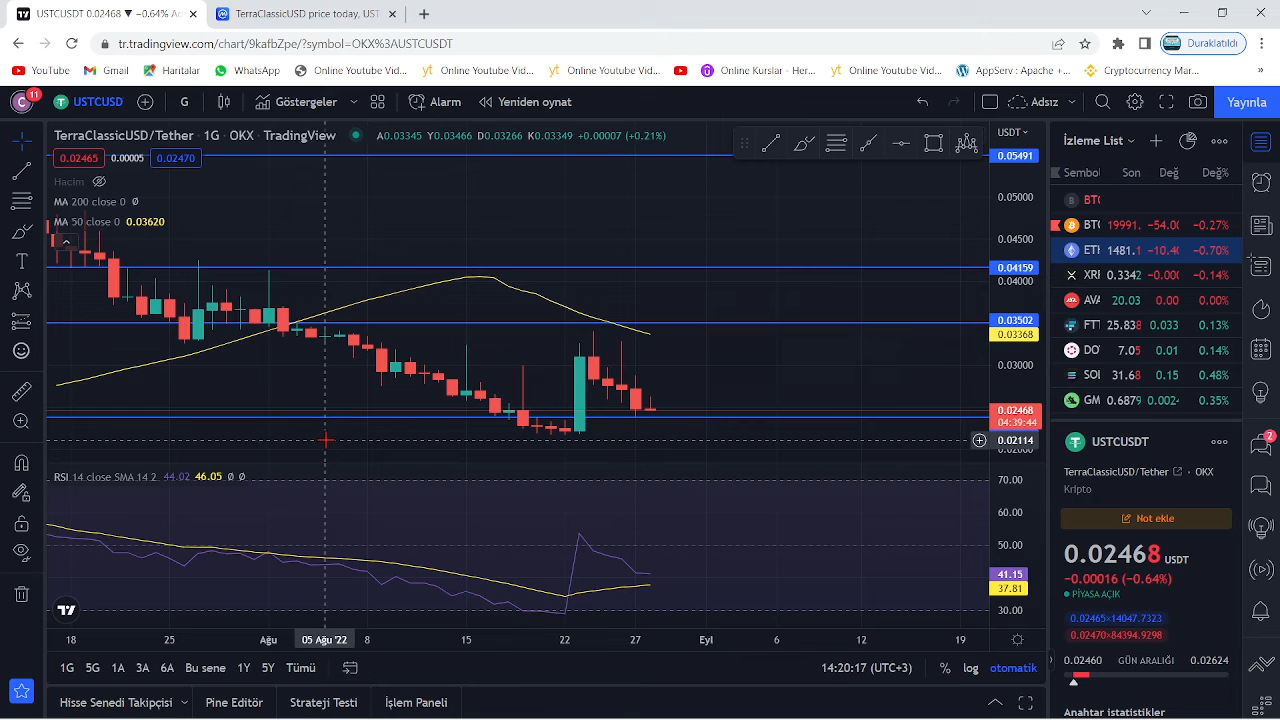 USTCUSDT 0.02468 ▼ −0.64% A
TerraClassicUSD price today, UST
tr.tradingview.com/chart/9kafbZpe/?symbol=OKX%3AUSTCUSDT
Duraklatıldı
YouTube Gmail Haritalar WhatsApp Online Youtube Vid... Online Youtube Vid... Online Youtube Vid... Online Kurslar - Her... Online Youtube Vid... AppServ : Apache +... Cryptocurrency Mar... »
C 11 USTCUSD G Göstergeler Alarm Yeniden oynat Adsız Yayınla
TerraClassicUSD/Tether · 1G · OKX · TradingView A0.03345 Y0.03466 D0.03266 K0.03349 +0.00007 (+0.21%)
0.02465 0.00005 0.02470
Hacim
MA 200 close 0 Ø
MA 50 close 0 0.03620
USDT
0.05491
0.05000
0.04500
0.04159
0.04000
0.03502
0.03368
0.03000
0.02468
04:39:44
0.02114
RSI 14 close SMA 14 2 44.02 46.05 Ø Ø
70.00
60.00
50.00
41.15
37.81
30.00
18 25 Ağu 05 Ağu '22 8 15 22 27 Eyl 6 12 19
1G 5G 1A 3A 6A Bu sene 1Y 5Y Tümü 14:20:17 (UTC+3) % log otomatik
Hisse Senedi Takipçisi Pine Editör Strateji Testi İşlem Paneli
İzleme List
Sembol Son Değ Değ%
BTC
BTC 19991. −54.00 −0.27%
ETH 1481.1 −10.40 −0.70%
XRI 0.3342 −0.000 −0.14%
AVA 20.03 0.00 0.00%
FTT 25.838 0.033 0.13%
DO 7.05 0.01 0.14%
SOL 31.68 0.15 0.48%
GM 0.6879 0.0024 0.35%
USTCUSDT
TerraClassicUSD/Tether · OKX
Kripto
Not ekle
0.02468 USDT
−0.00016 (−0.64%)
PİYASA AÇIK
0.02465×14047.7323
0.02470×84394.9298
0.02460 GÜN ARALIĞI 0.02624
Anahtar istatistikler
2